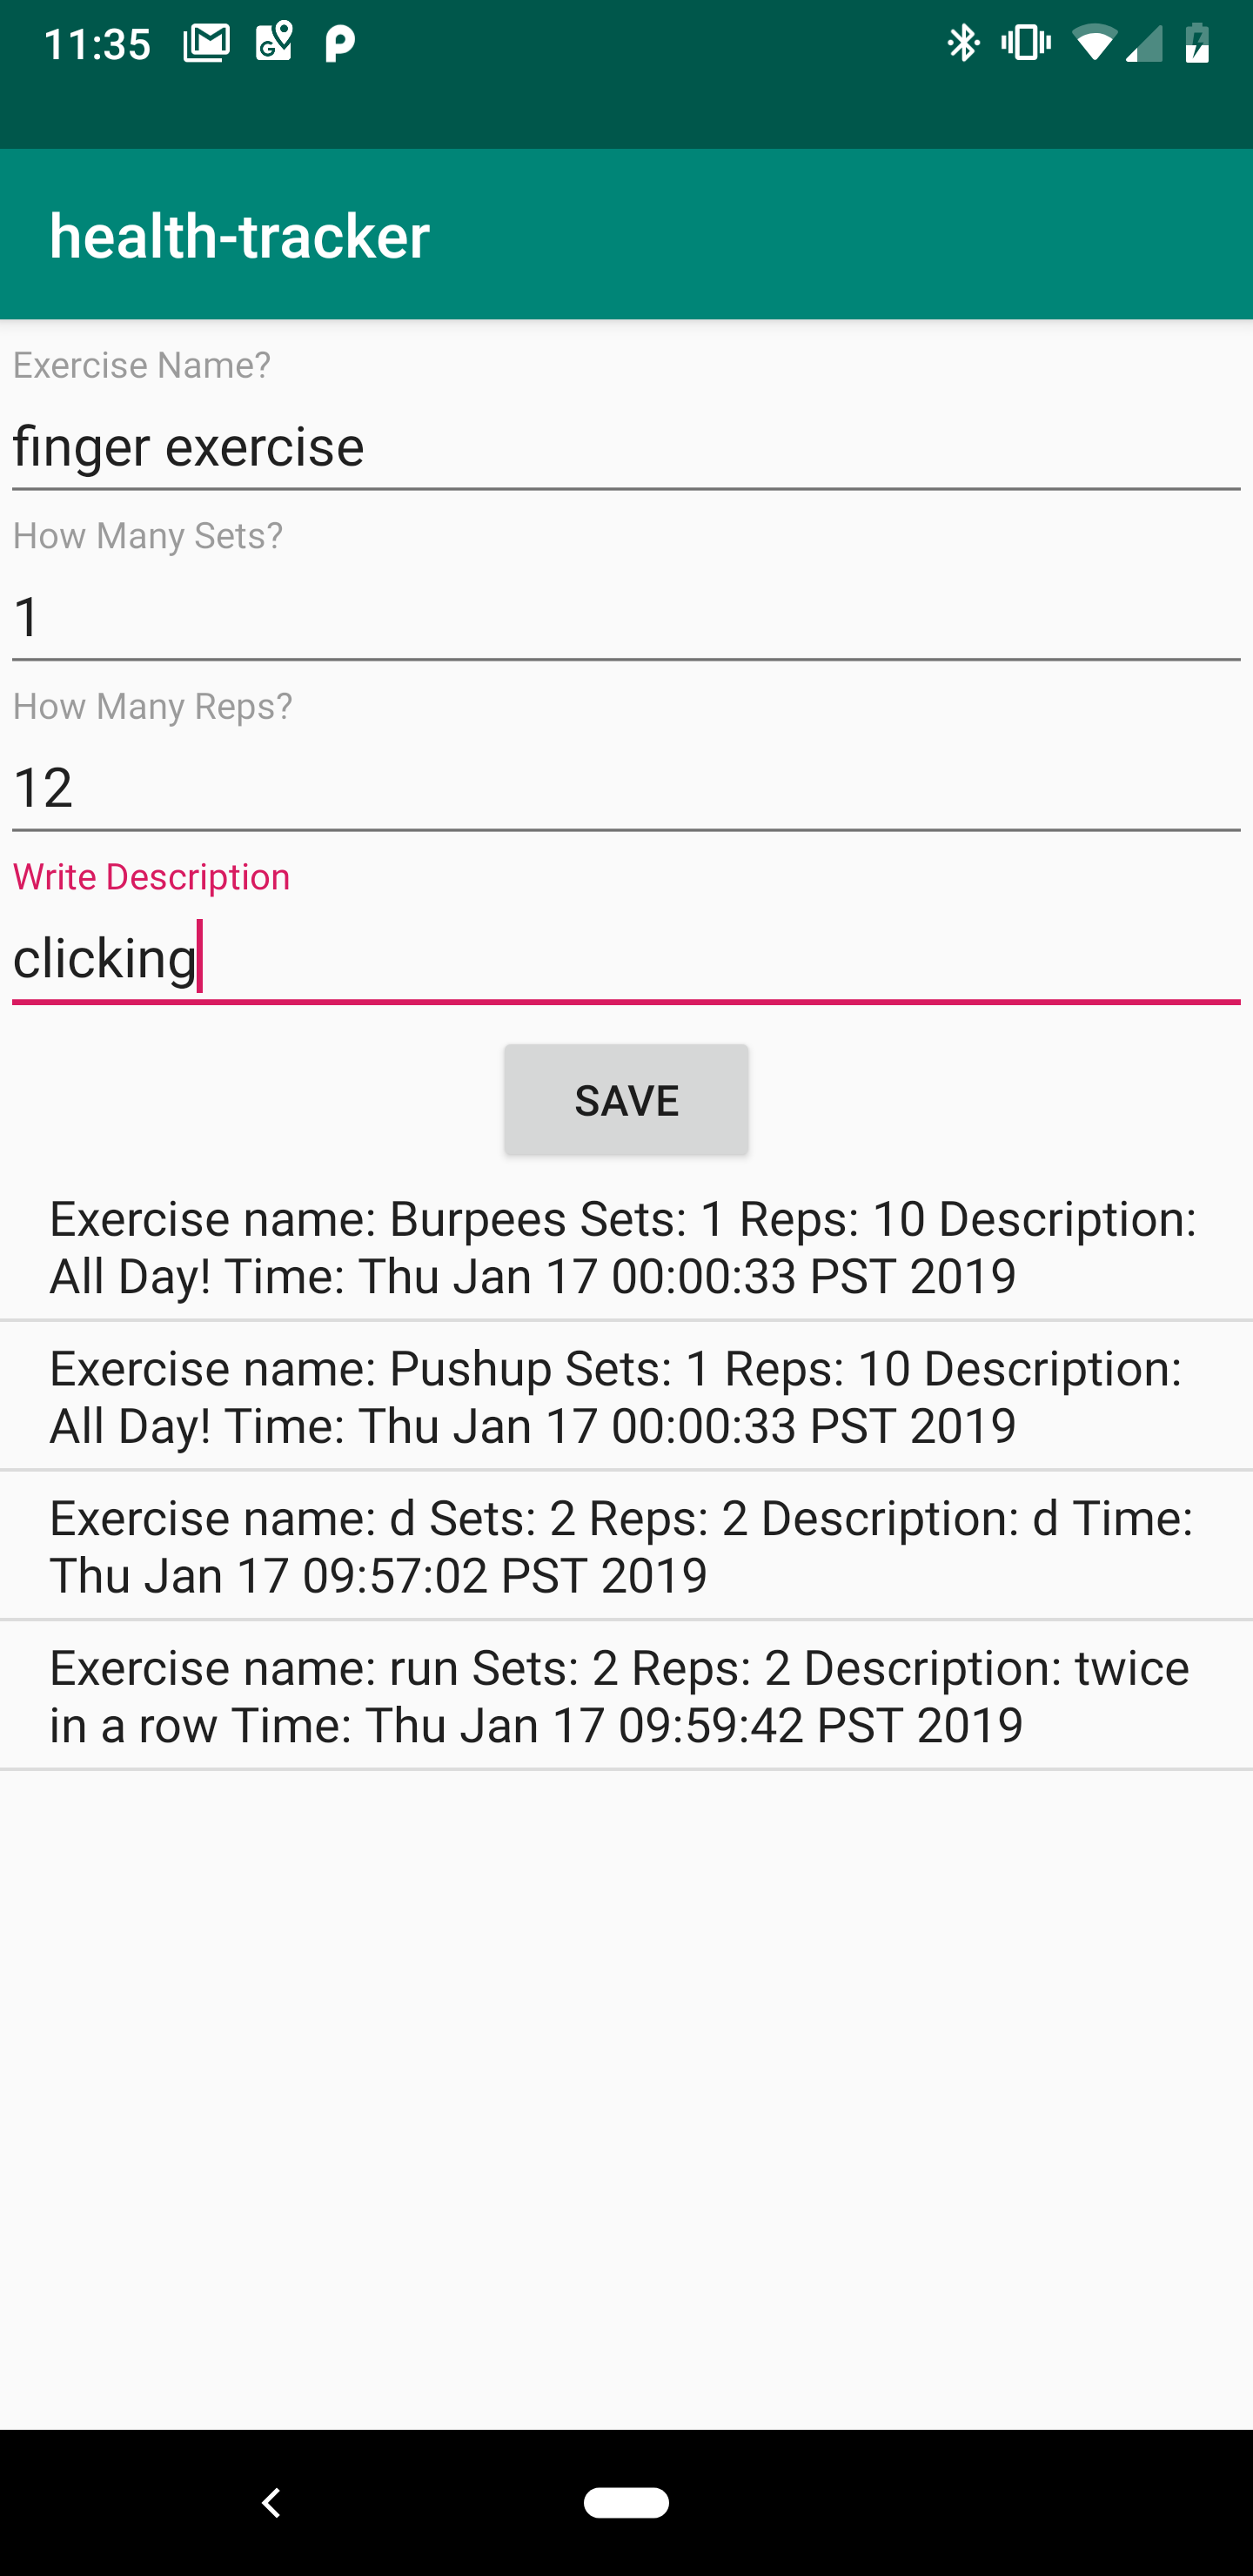 11:35
health-tracker
Exercise Name?
finger exercise
How Many Sets?
1
How Many Reps?
12
Write Description
clicking
SAVE
Exercise name: Burpees Sets: 1 Reps: 10 Description:
All Day! Time: Thu Jan 17 00:00:33 PST 2019
Exercise name: Pushup Sets: 1 Reps: 10 Description:
All Day! Time: Thu Jan 17 00:00:33 PST 2019
Exercise name: d Sets: 2 Reps: 2 Description: d Time:
Thu Jan 17 09:57:02 PST 2019
Exercise name: run Sets: 2 Reps: 2 Description: twice
in a row Time: Thu Jan 17 09:59:42 PST 2019